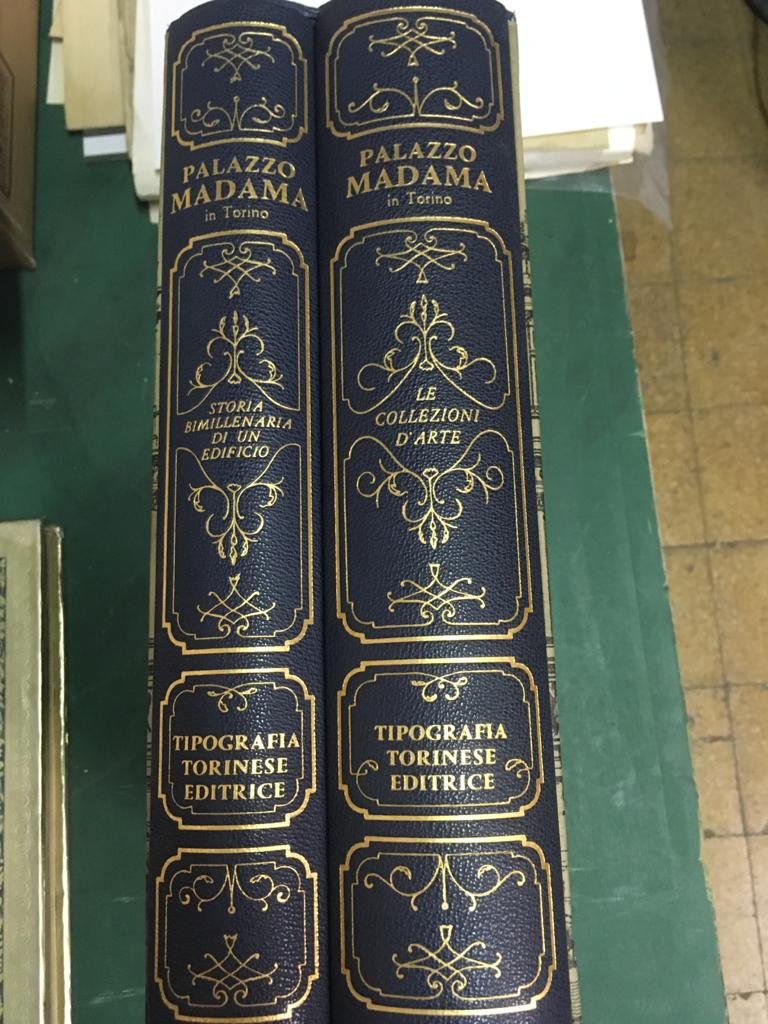 PALAZZO
MADAMA
in Torino
STORIA
BIMILLENARIA
DI UN
EDIFICIO
TIPOGRAFIA
TORINESE
EDITRICE
PALAZZO
MADAMA
in Torino
LE
COLLEZIONI
D'ARTE
TIPOGRAFIA
TORINESE
EDITRICE